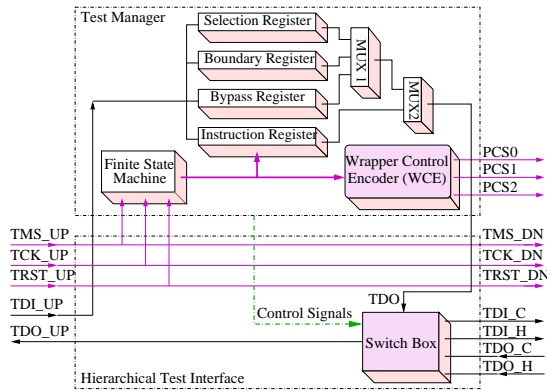 Test Manager
Selection Register
Boundary Register
Bypass Register
Instruction Register
MUX 1
MUX2
Finite State
Machine
Wrapper Control
Encoder (WCE)
PCS0
PCS1
PCS2
TMS_UP
TMS_DN
TCK_UP
TCK_DN
TRST_UP
TRST_DN
TDI_UP
TDO
TDO_UP
Control Signals
Switch Box
TDI_C
TDI_H
TDO_C
TDO_H
Hierarchical Test Interface